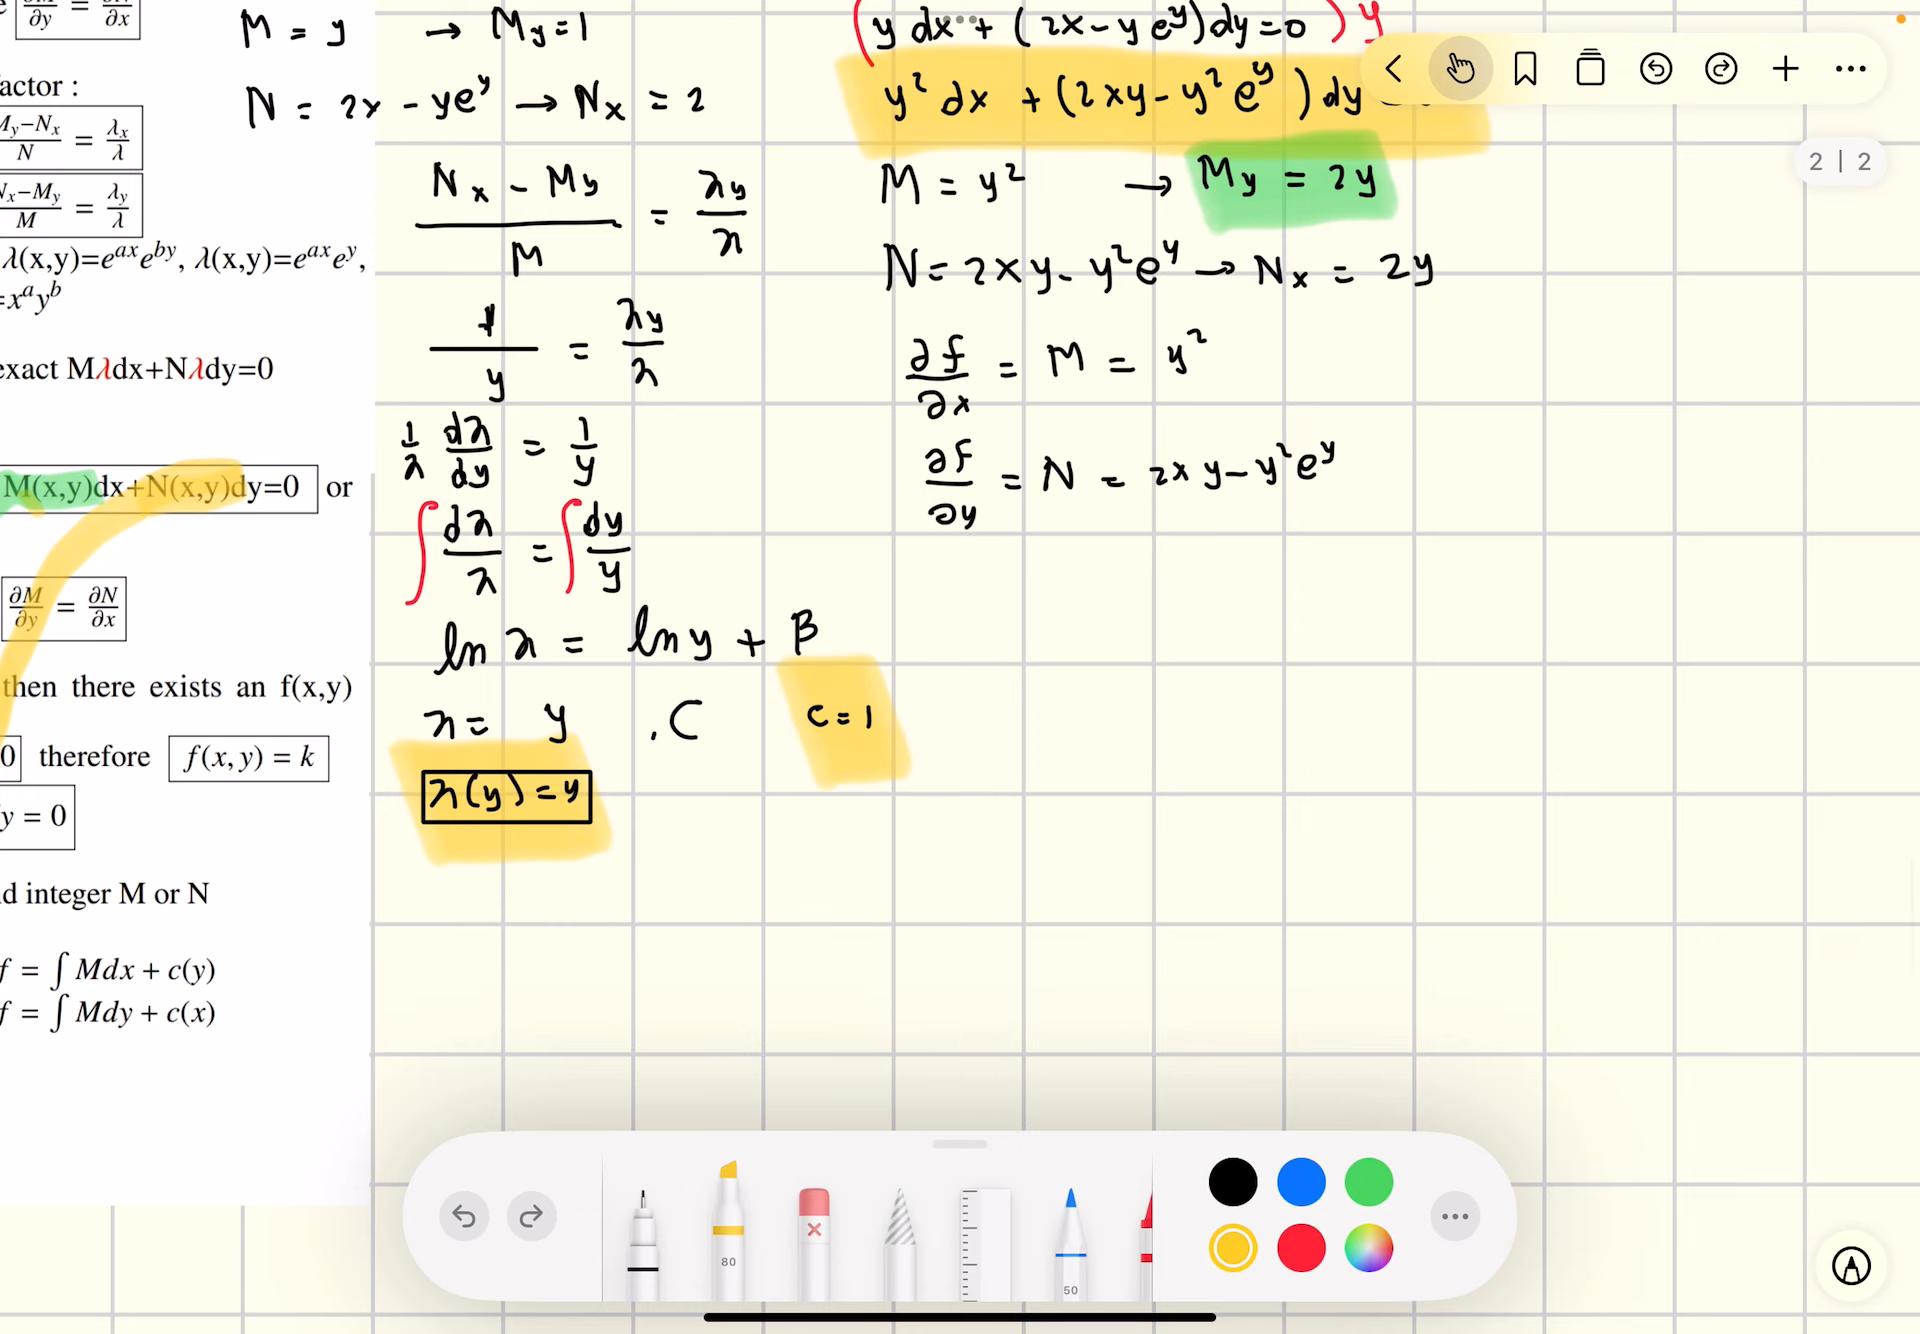 ∂M/∂y = ∂N/∂x
actor :
My−Nx/N = λx/λ
Nx−My/M = λy/λ
λ(x,y)=e^ax e^by, λ(x,y)=e^ax e^y,
=x^a y^b
exact Mλdx+Nλdy=0
M(x,y)dx+N(x,y)dy=0 or
∂M/∂y = ∂N/∂x
then there exists an f(x,y)
0 therefore f(x, y) = k
y = 0
d integer M or N
f = ∫ Mdx + c(y)
f = ∫ Mdy + c(x)
M = y → My = 1
N = 2x − ye^y → Nx = 2
Nx − My / M = λy/λ
1/y = λy/λ
1/λ dλ/dy = 1/y
∫ dλ/λ = ∫ dy/y
ln λ = ln y + β
λ = y . C c = 1
λ(y) = y
(y dx + (2x − y e^y) dy = 0) y
y² dx + (2xy − y² e^y) dy
M = y² → My = 2y
N = 2xy − y² e^y → Nx = 2y
∂f/∂x = M = y²
∂f/∂y = N = 2xy − y² e^y
2 | 2
80
50